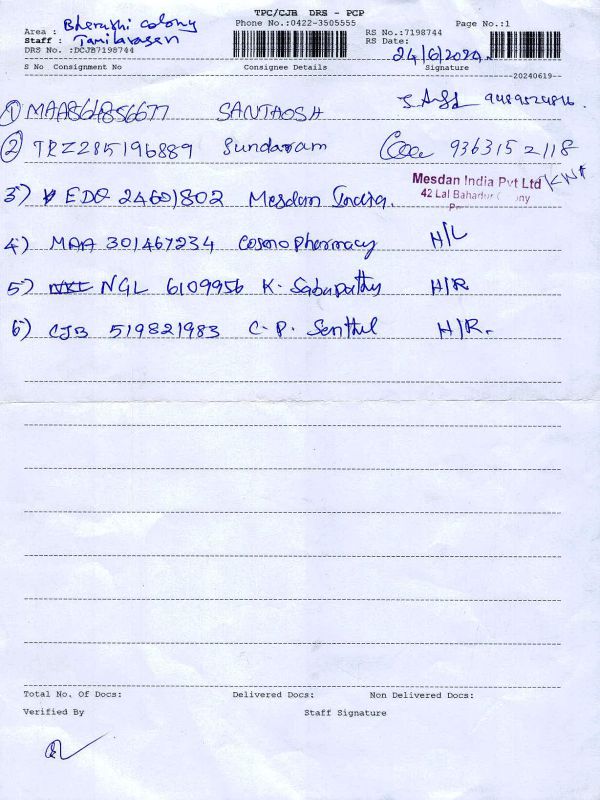 TPC/CJB DRS - PCP
Area : Bharathi colony
Phone No.:0422-3505555
Page No.:1
Staff : Tamilarasan
RS No.:7198744
RS Date:
DRS No. :DCJB7198744
24/6/2024
S No Consignment No Consignee Details Signature
20240619
1 MAA864856677 SANTHOSH 9489524816.
2 TRZ285196889 Sundaram 9363152118
3) EDQ 24601802 Mesdan India. Mesdan India Pvt Ltd
42 Lal Bahadur
4) MAA 301467234 Cosmo Pharmacy H/L
5) NGL 6109956 K. Sabapathy H/R
6) CJB 519821983 C. P. Senthil H/R.
Total No. Of Docs: Delivered Docs: Non Delivered Docs:
Verified By Staff Signature